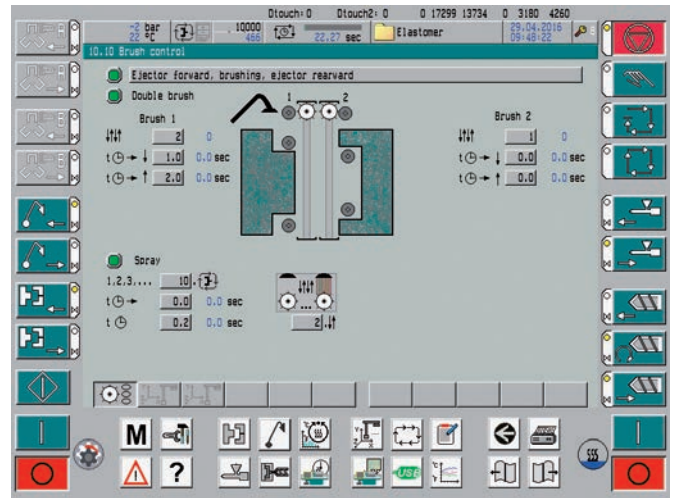 Dtouch: 0 Dtouch2: 0 0 17299 13734 0 3180 4260
-2 bar 10000 29.04.2016
22 °C 466 22.27 sec Elastomer 09:48:22
10.10 Brush control
Ejector forward, brushing, ejector rearward
Double brush 1 2
Brush 1 Brush 2
2 0 1 0
t → ↓ 1.0 0.0 sec t → ↓ 0.0 0.0 sec
t → ↑ 2.0 0.0 sec t → ↑ 0.0 0.0 sec
Spray
1,2,3,... 10.
t → 0.0 0.0 sec ...
t 0.2 0.0 sec 2.
M
? USB